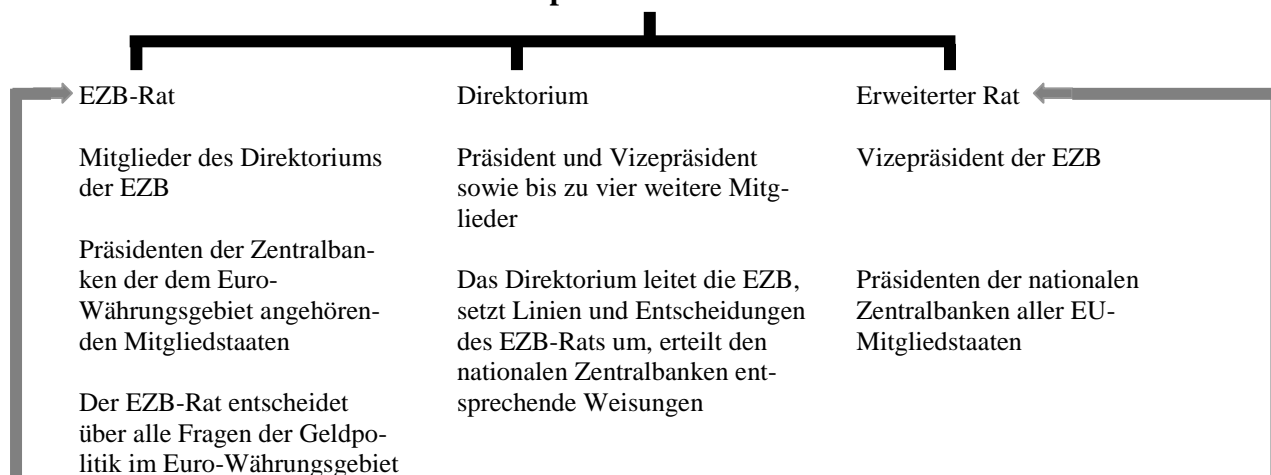 EZB-Rat
Mitglieder des Direktoriums
der EZB
Präsidenten der Zentralban-
ken der dem Euro-
Währungsgebiet angehören-
den Mitgliedstaaten
Der EZB-Rat entscheidet
über alle Fragen der Geldpo-
litik im Euro-Währungsgebiet
Direktorium
Präsident und Vizepräsident
sowie bis zu vier weitere Mitg-
lieder
Das Direktorium leitet die EZB,
setzt Linien und Entscheidungen
des EZB-Rats um, erteilt den
nationalen Zentralbanken ent-
sprechende Weisungen
Erweiterter Rat
Vizepräsident der EZB
Präsidenten der nationalen
Zentralbanken aller EU-
Mitgliedstaaten